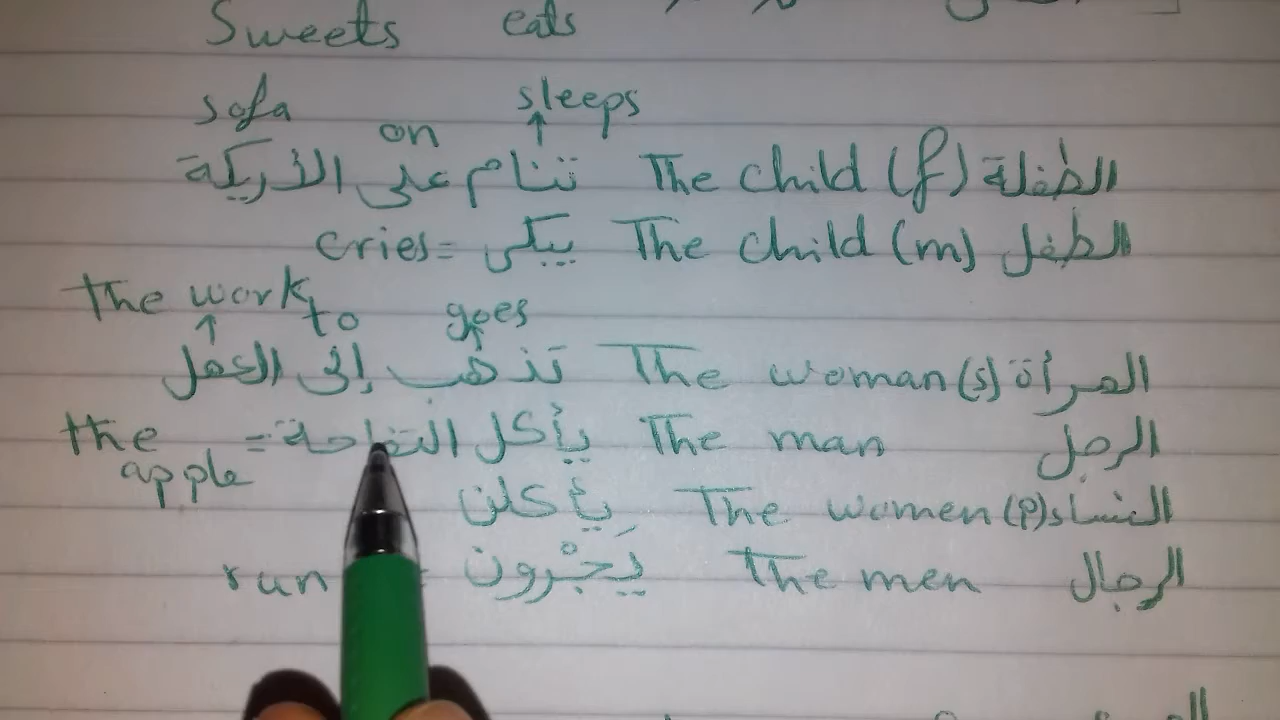 Sweets eats
sofa on sleeps
الطفلة The child (f) تنام على الأريكة
الطفل The child (m) يبكي = cries
The work to goes
المرأة The woman (s) تذهب إلى العمل
الرجل The man يأكل التفاحة = the apple
النساء The women (p) يأكلن
الرجال The men يَجْرون run